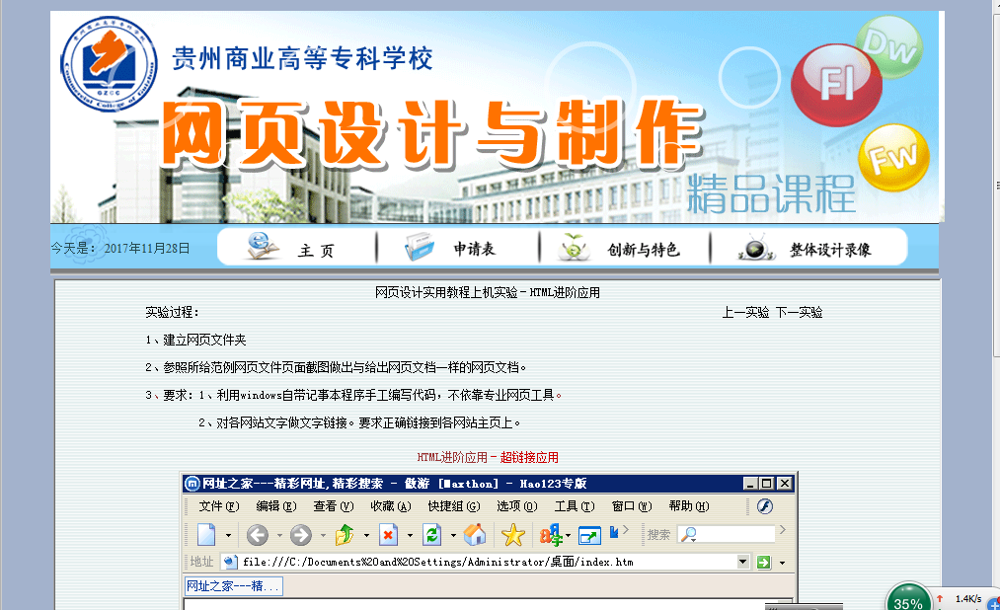 贵州商业高等专科学校
Dw
Fl
网页设计与制作
Fw
精品课程
今天是： 2017年11月28日
主 页
申请表
创新与特色
整体设计录像
网页设计实用教程上机实验－HTML进阶应用
实验过程：
上一实验 下一实验
1、建立网页文件夹
2、参照所给范例网页文件页面截图做出与给出网页文档一样的网页文档。
3、要求：1、利用windows自带记事本程序手工编写代码，不依靠专业网页工具。
2、对各网站文字做文字链接。要求正确链接到各网站主页上。
HTML进阶应用－超链接应用
网址之家---精彩网址,精彩搜索 - 傲游 [Maxthon] - Hao123专版
文件(F) 编辑(E) 查看(V) 收藏(A) 快捷组(G) 选项(O) 工具(T) 窗口(W) 帮助(H)
搜索
地址 file:///C:/Documents%20and%20Settings/Administrator/桌面/index.htm
网址之家---精...
35%
1.4K/s